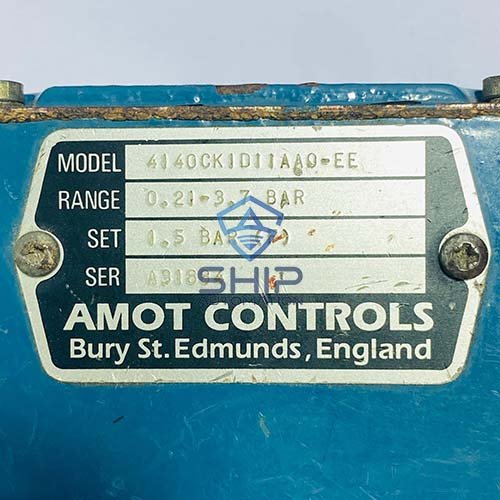 MODEL 4140CK1D11AA0-EE
RANGE 0.21-3.7 BAR
SET 1.5 BAR
SER
SHIP
AUTOMATION
AMOT CONTROLS
Bury St. Edmunds, England